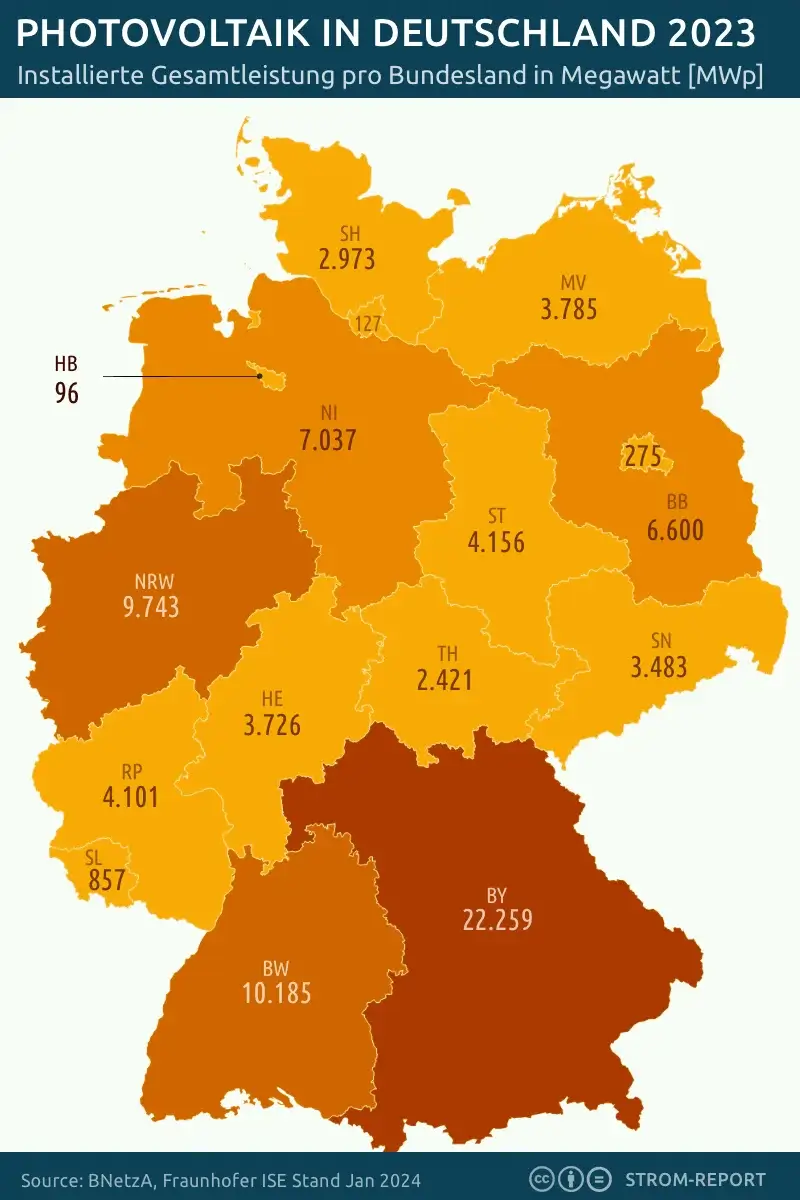 PHOTOVOLTAIK IN DEUTSCHLAND 2023
Installierte Gesamtleistung pro Bundesland in Megawatt [MWp]
SH
2.973
MV
3.785
127
HB
96
NI
7.037
275
BB
6.600
ST
4.156
NRW
9.743
SN
3.483
TH
2.421
HE
3.726
RP
4.101
SL
857
BY
22.259
BW
10.185
Source: BNetzA, Fraunhofer ISE Stand Jan 2024
cc
STROM-REPORT